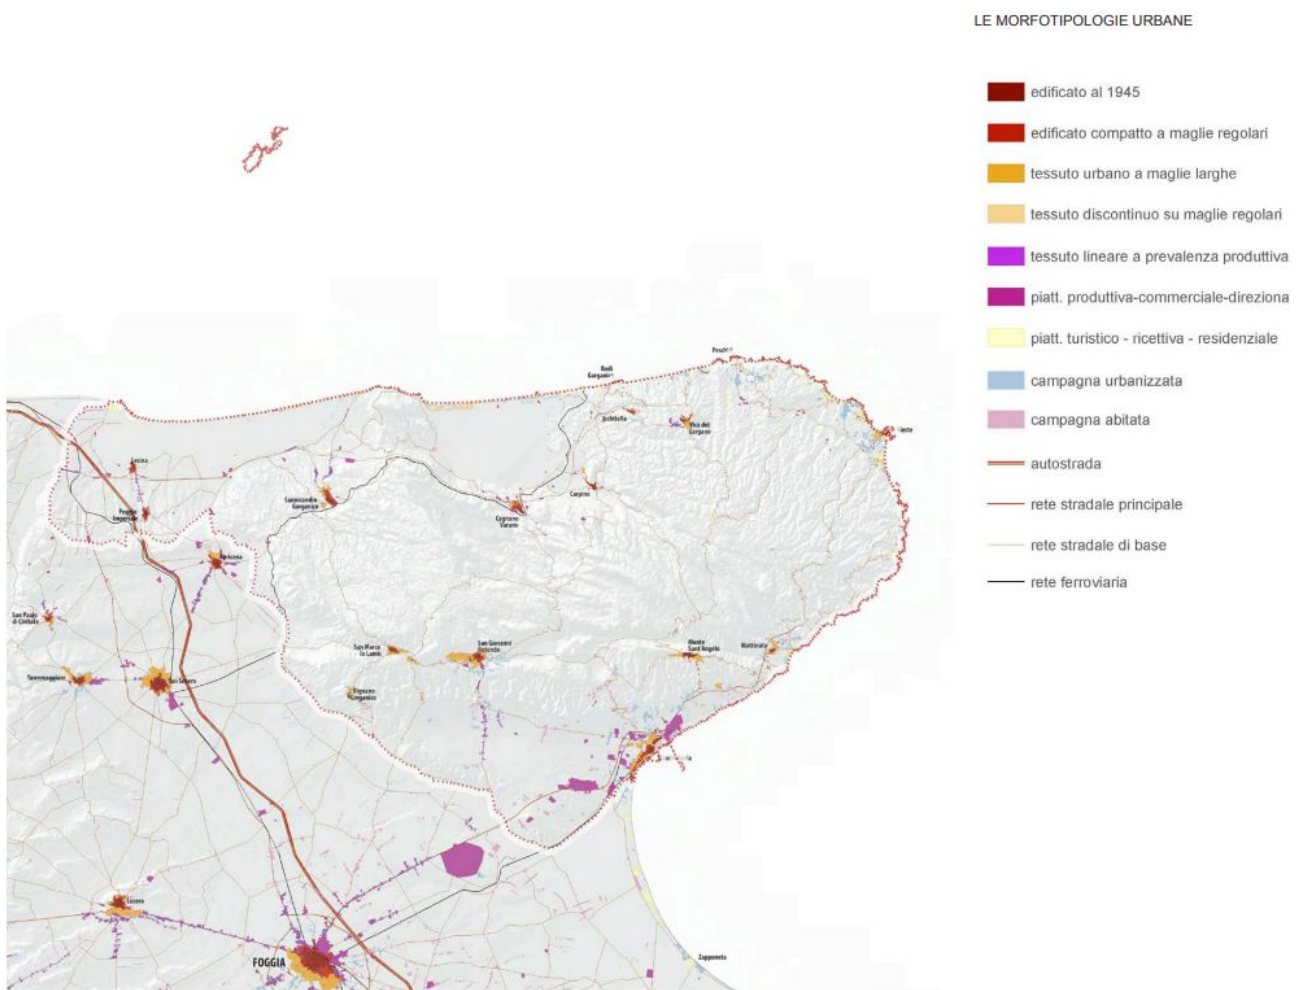 LE MORFOTIPOLOGIE URBANE
edificato al 1945
edificato compatto a maglie regolari
tessuto urbano a maglie larghe
tessuto discontinuo su maglie regolari
tessuto lineare a prevalenza produttiva
piatt. produttiva-commerciale-direziona
piatt. turistico - ricettiva - residenziale
campagna urbanizzata
campagna abitata
autostrada
rete stradale principale
rete stradale di base
rete ferroviaria
Rodi
Ischitella
Vico del
Gargano
Lesina
Poggio
Imperiale
Sannicandro
Garganico
Cagnano
Varano
Carpino
Apricena
San Paolo
di Civitate
Torremaggiore
San Severo
San Marco
in Lamis
San Giovanni
Rotondo
Rignano
Garganico
Monte
Sant'Angelo
Mattinata
Lucera
FOGGIA
Zapponeta